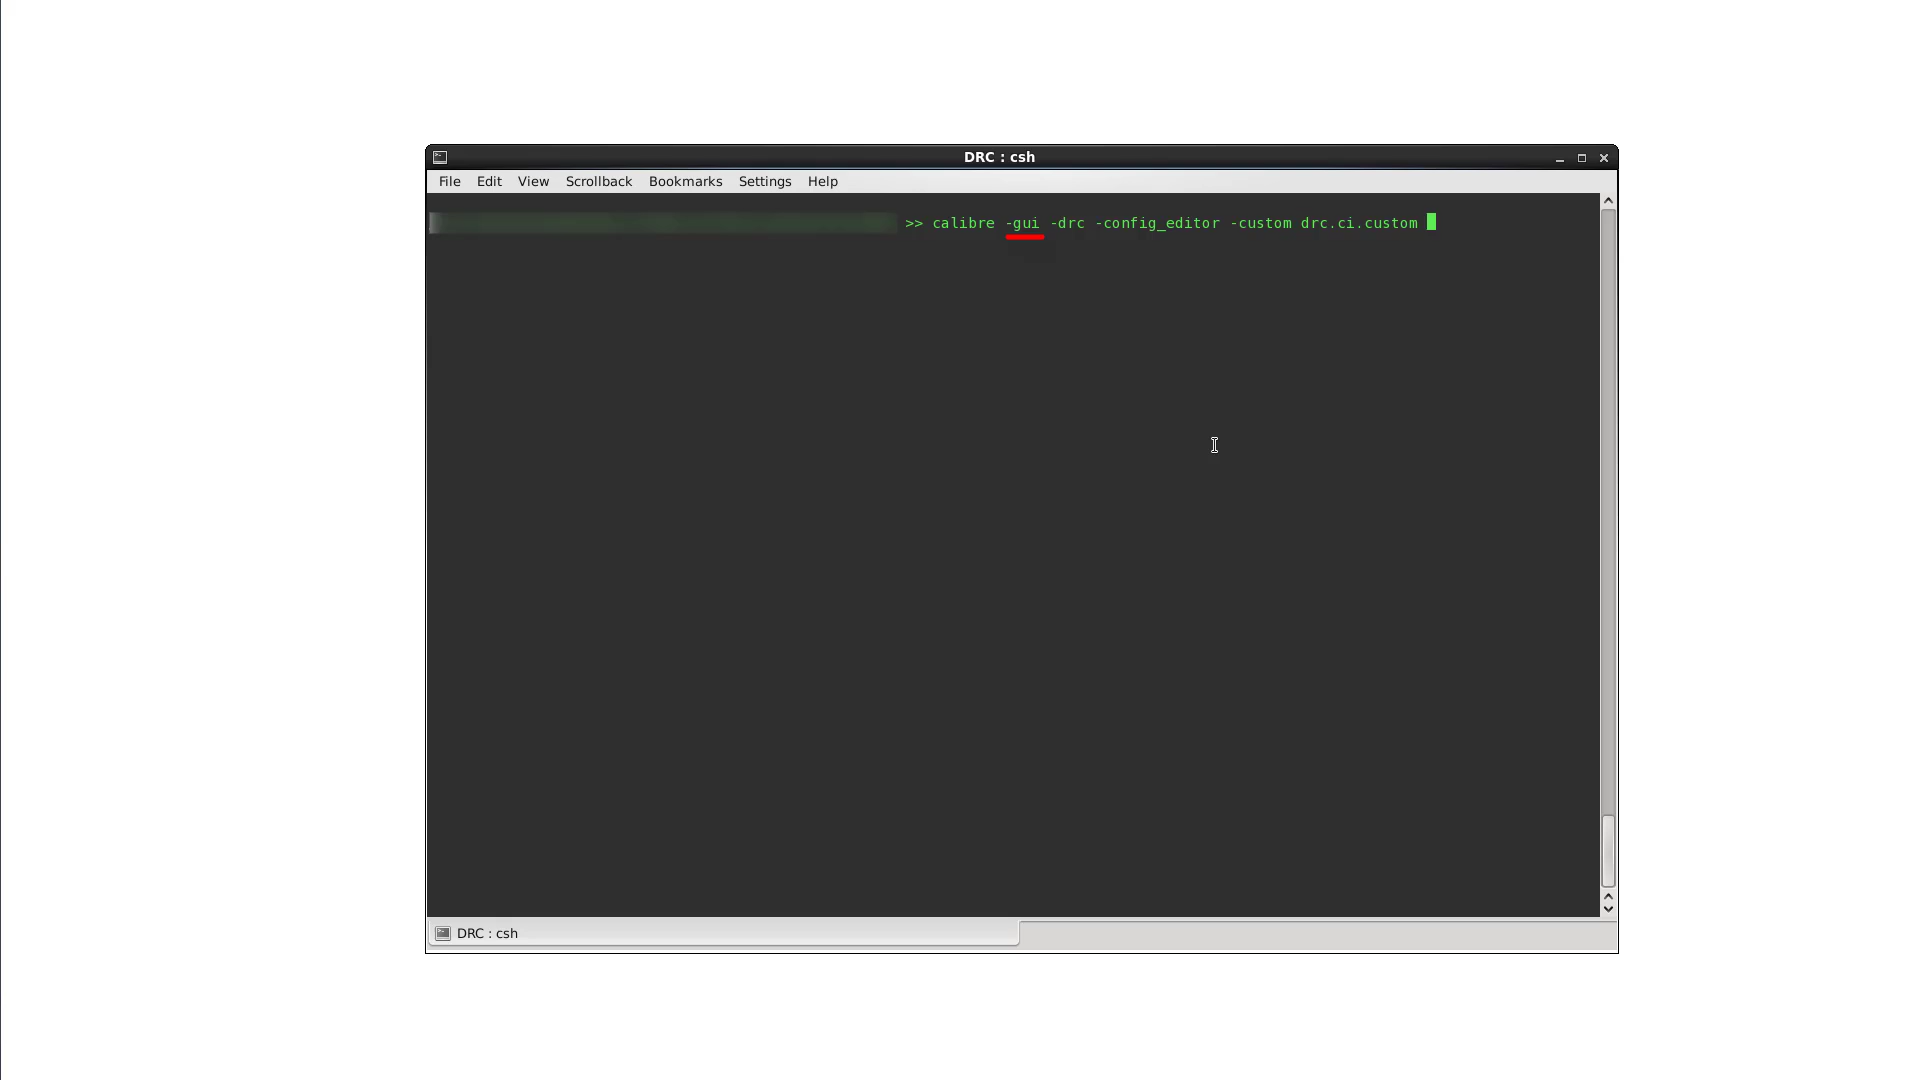 DRC : csh
File Edit View Scrollback Bookmarks Settings Help
>> calibre -gui -drc -config_editor -custom drc.ci.custom
DRC : csh